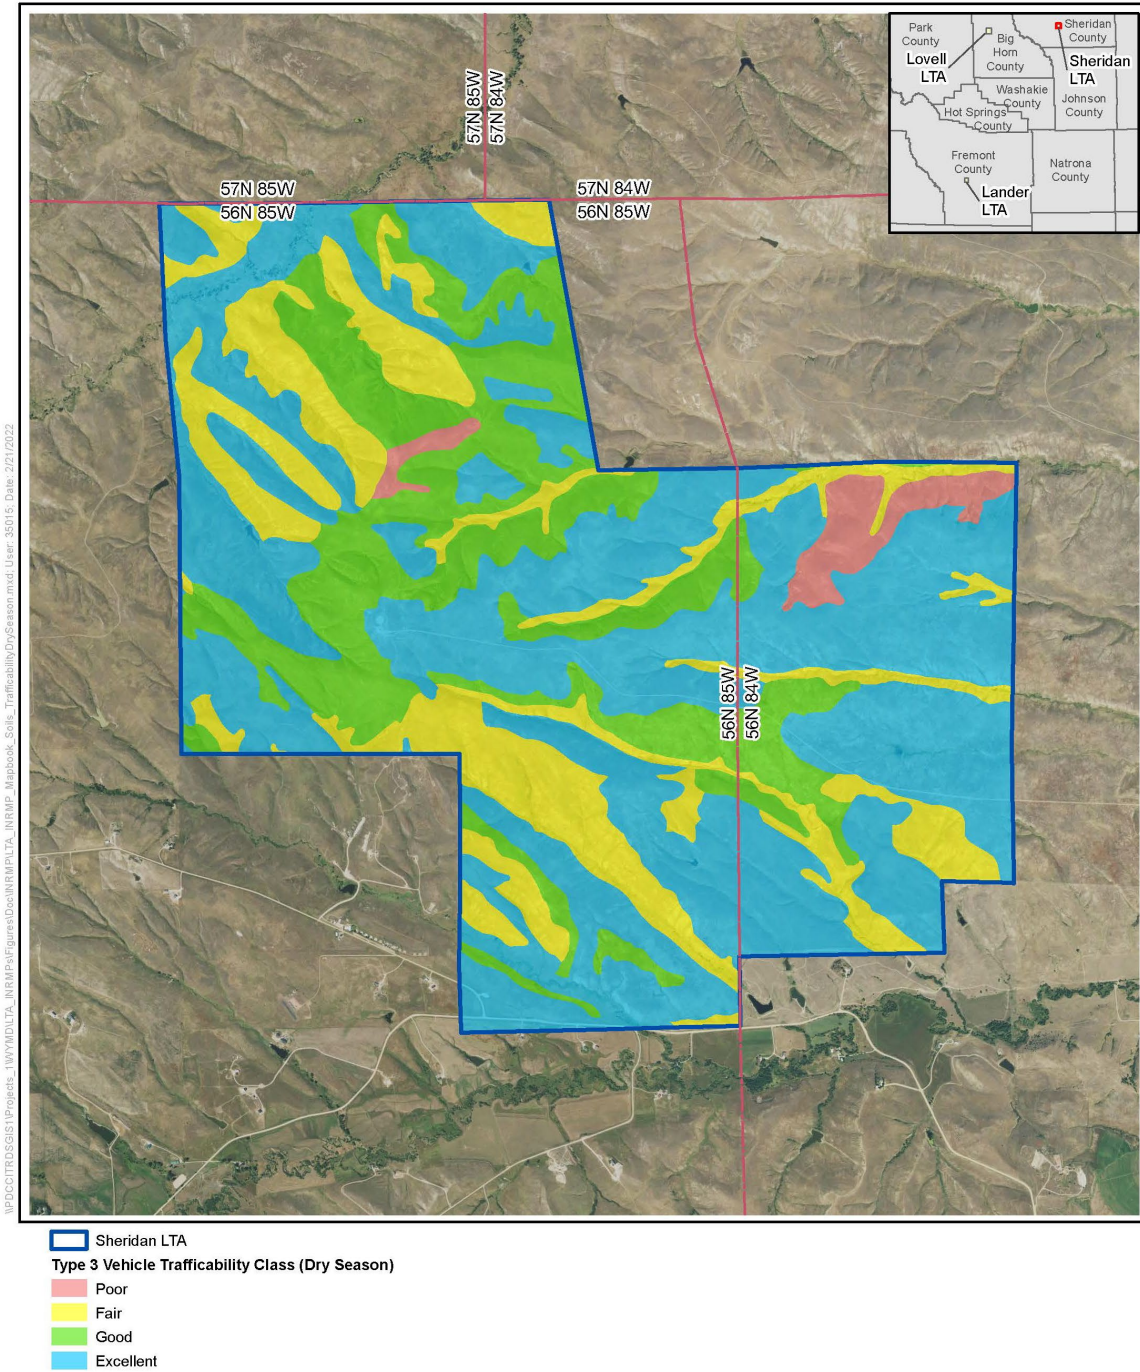 57N 85W
57N 84W
57N 85W
56N 85W
57N 84W
56N 85W
56N 85W
56N 84W
Park
County
Lovell
LTA
Big
Horn
County
Sheridan
County
Sheridan
LTA
Washakie
County
Johnson
County
Hot Springs
County
Fremont
County
Natrona
County
Lander
LTA
\\PDCCITRDSGIS1\Projects_1\WYMD\LTA_INRMPs\Figures\Doc\INRMP\LTA_INRMP_Mapbook_Soils_TrafficabilityDrySeason.mxd; User: 35015; Date: 2/21/2022
Sheridan LTA
Type 3 Vehicle Trafficability Class (Dry Season)
Poor
Fair
Good
Excellent